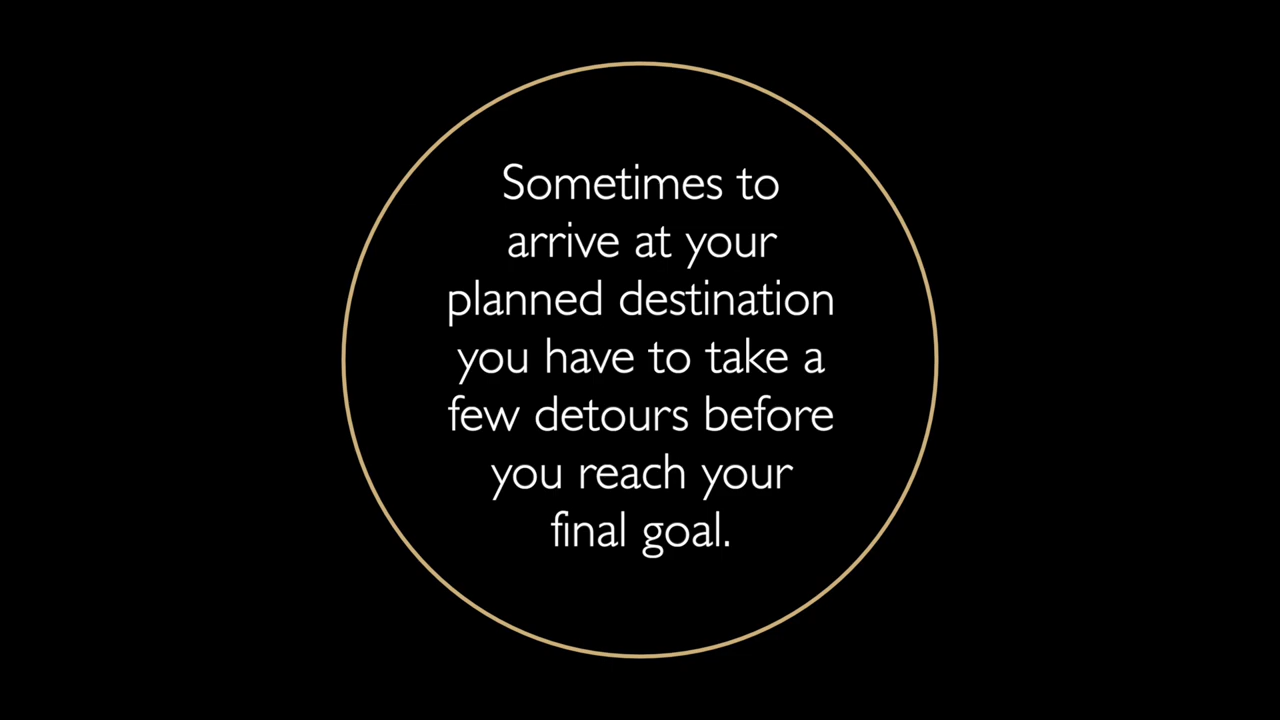 Sometimes to
arrive at your
planned destination
you have to take a
few detours before
you reach your
final goal.